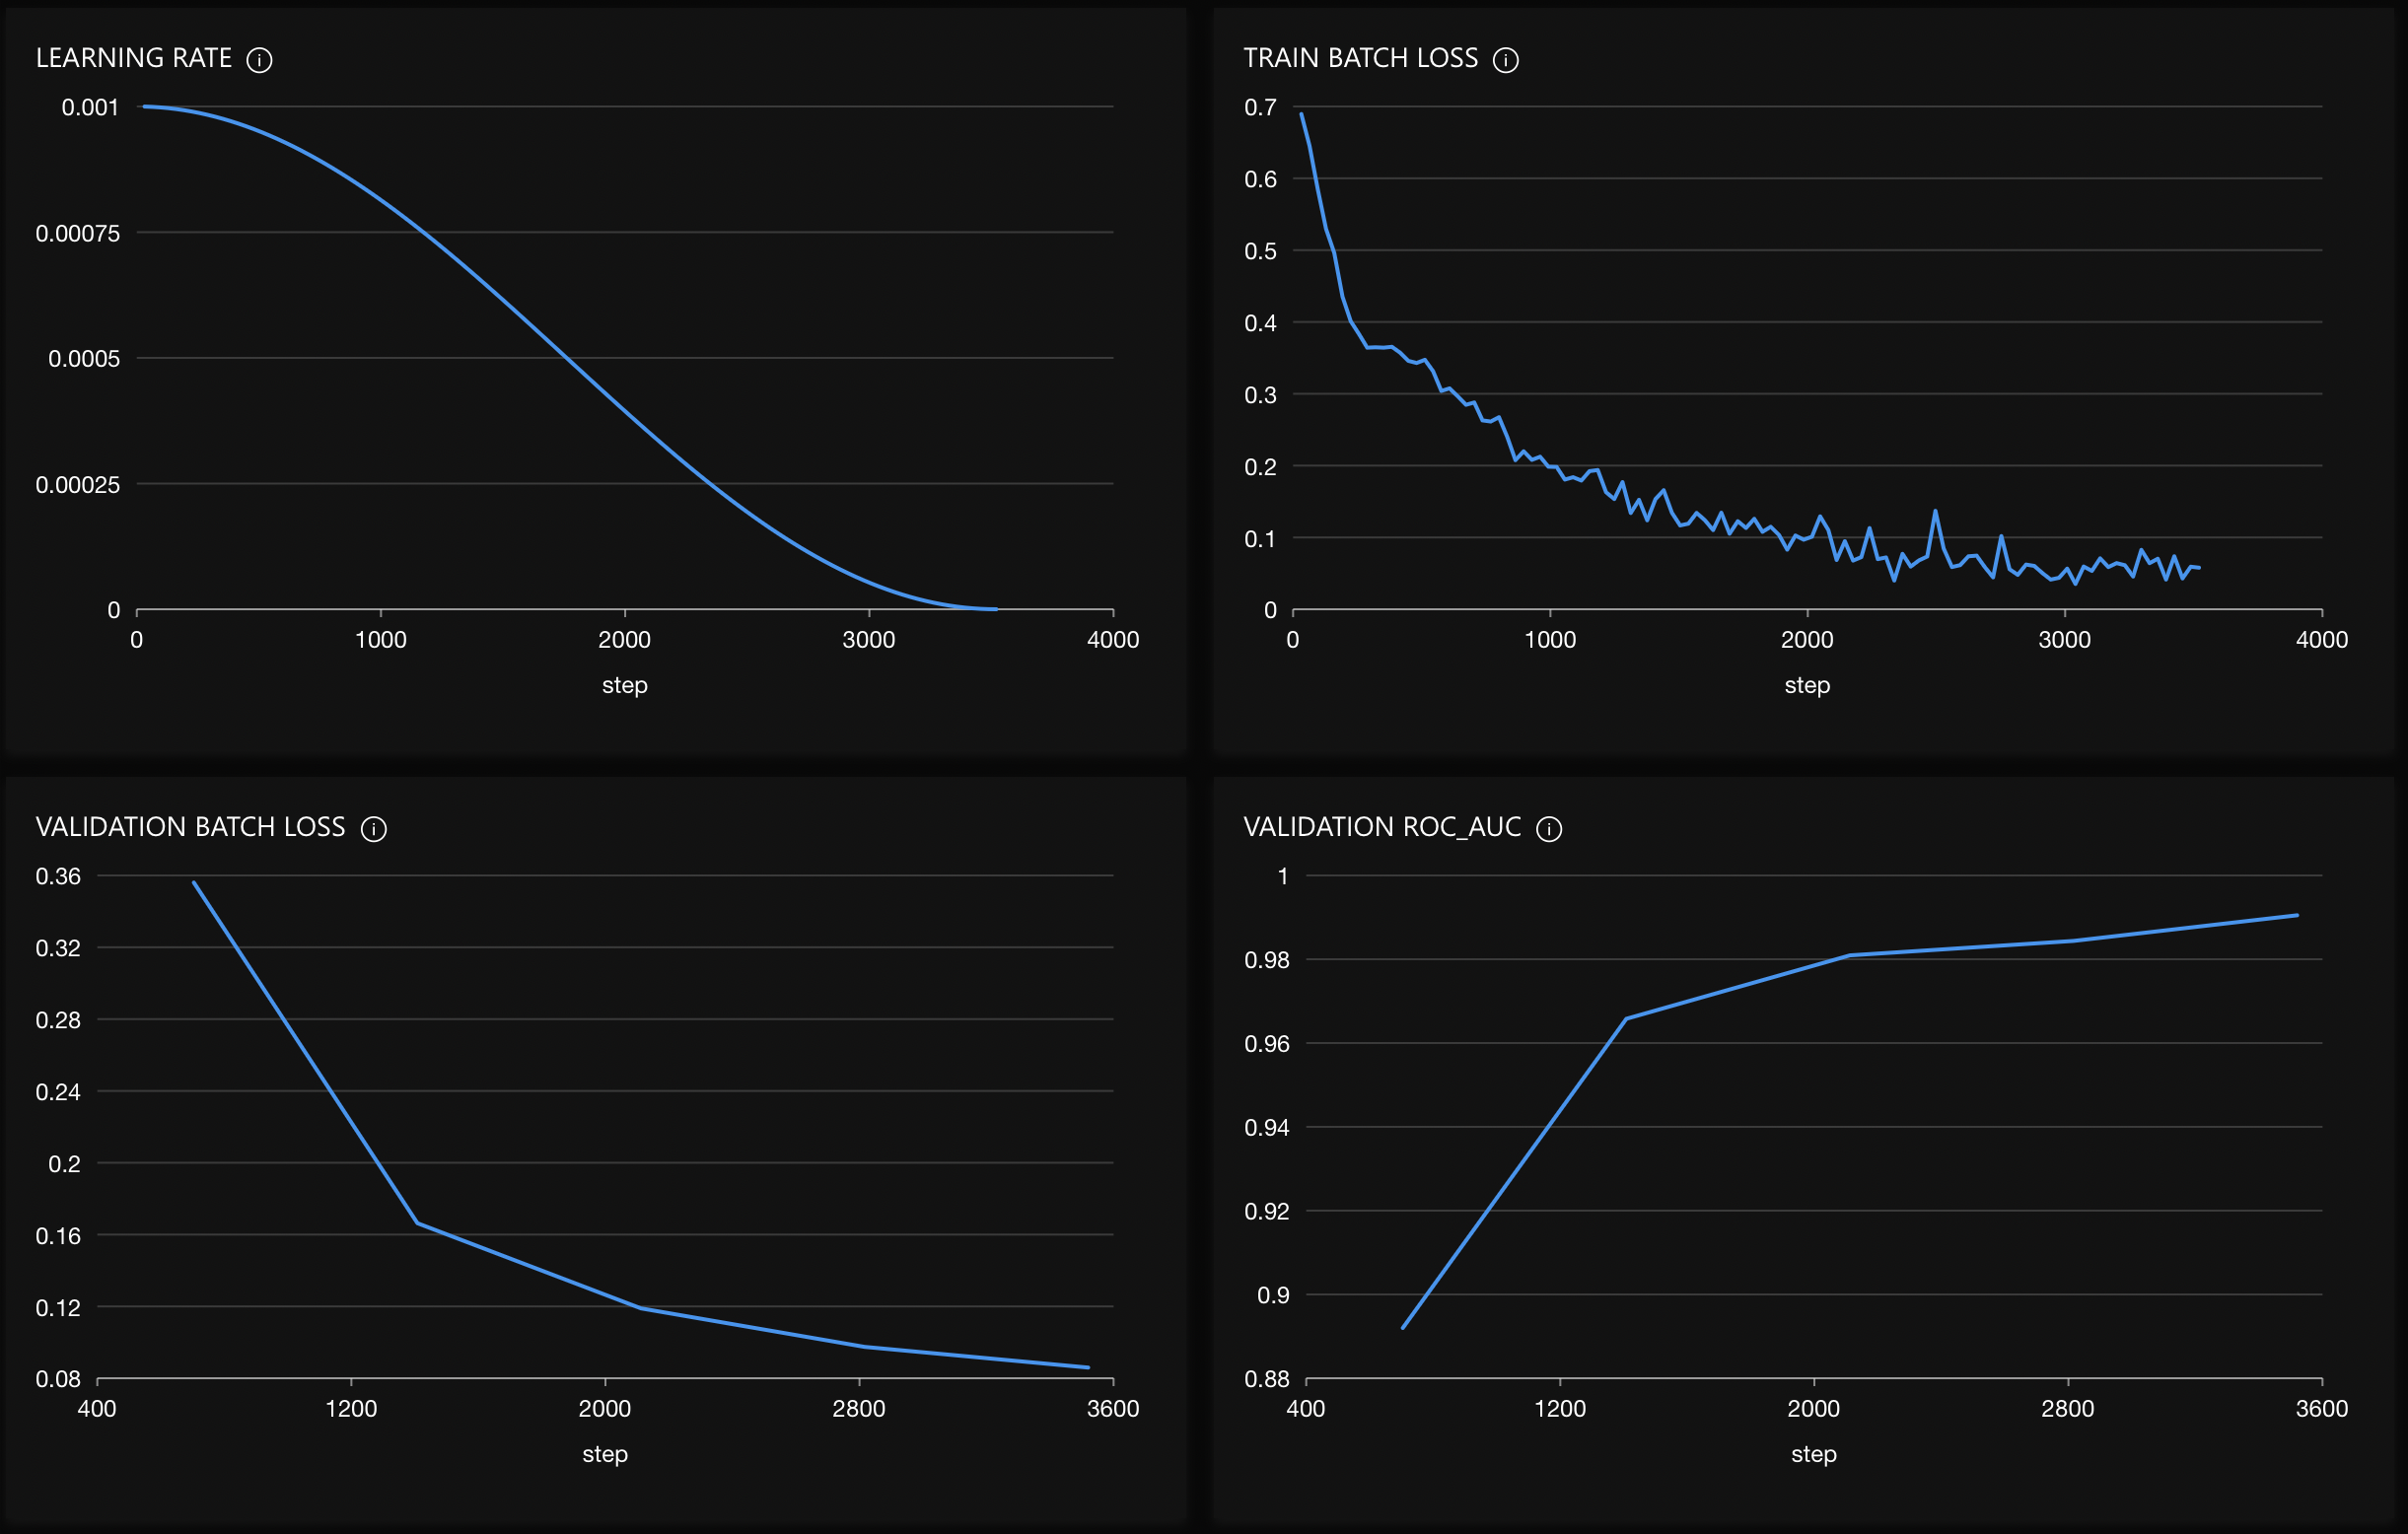 LEARNING RATE
0.001
0.00075
0.0005
0.00025
0
0 1000 2000 3000 4000
step
TRAIN BATCH LOSS
0.7
0.6
0.5
0.4
0.3
0.2
0.1
0
0 1000 2000 3000 4000
step
VALIDATION BATCH LOSS
0.36
0.32
0.28
0.24
0.2
0.16
0.12
0.08
400 1200 2000 2800 3600
step
VALIDATION ROC_AUC
1
0.98
0.96
0.94
0.92
0.9
0.88
400 1200 2000 2800 3600
step